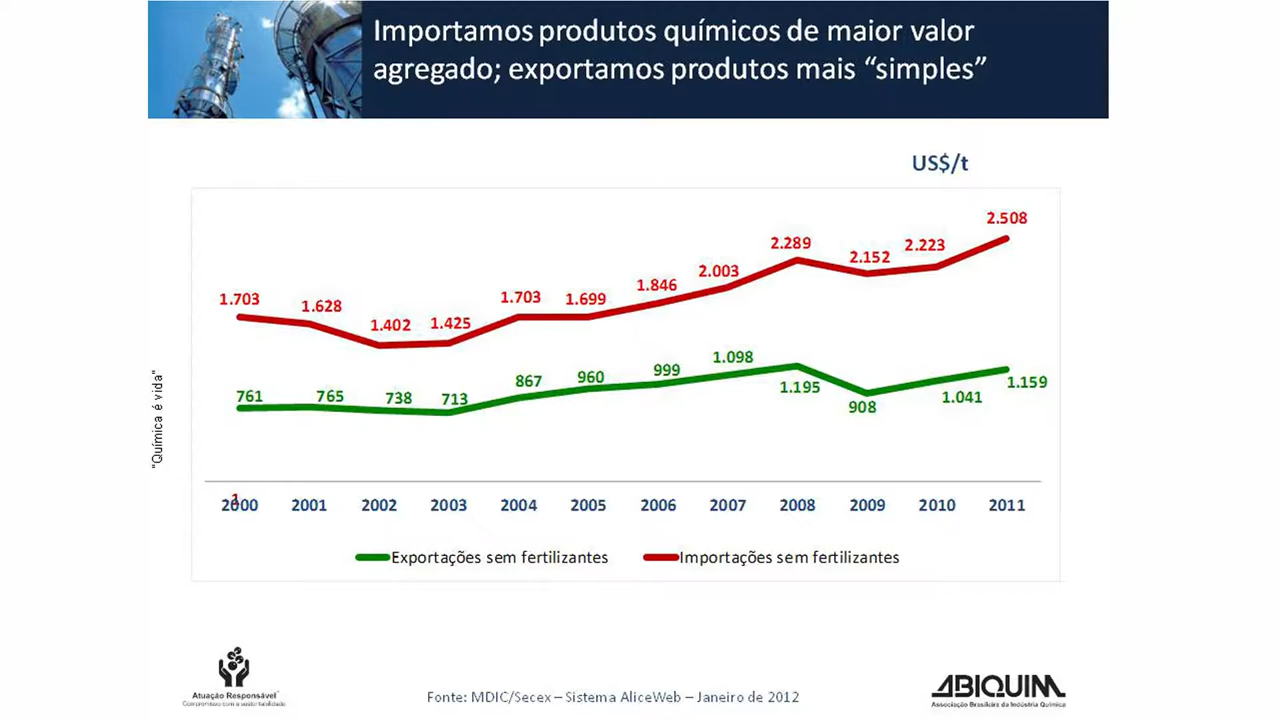 Importamos produtos químicos de maior valor
agregado; exportamos produtos mais “simples”
US$/t
2.508
2.289
2.223
2.152
2.003
1.846
1.703
1.628
1.402
1.425
1.703
1.699
761
765
738
713
867
960
999
1.098
1.195
908
1.041
1.159
"Química é vida"
1
2000 2001 2002 2003 2004 2005 2006 2007 2008 2009 2010 2011
Exportações sem fertilizantes Importações sem fertilizantes
Atuação Responsável
Compromisso com a sustentabilidade
Fonte: MDIC/Secex – Sistema AliceWeb – Janeiro de 2012
ABIQUIM
Associação Brasileira da Indústria Química